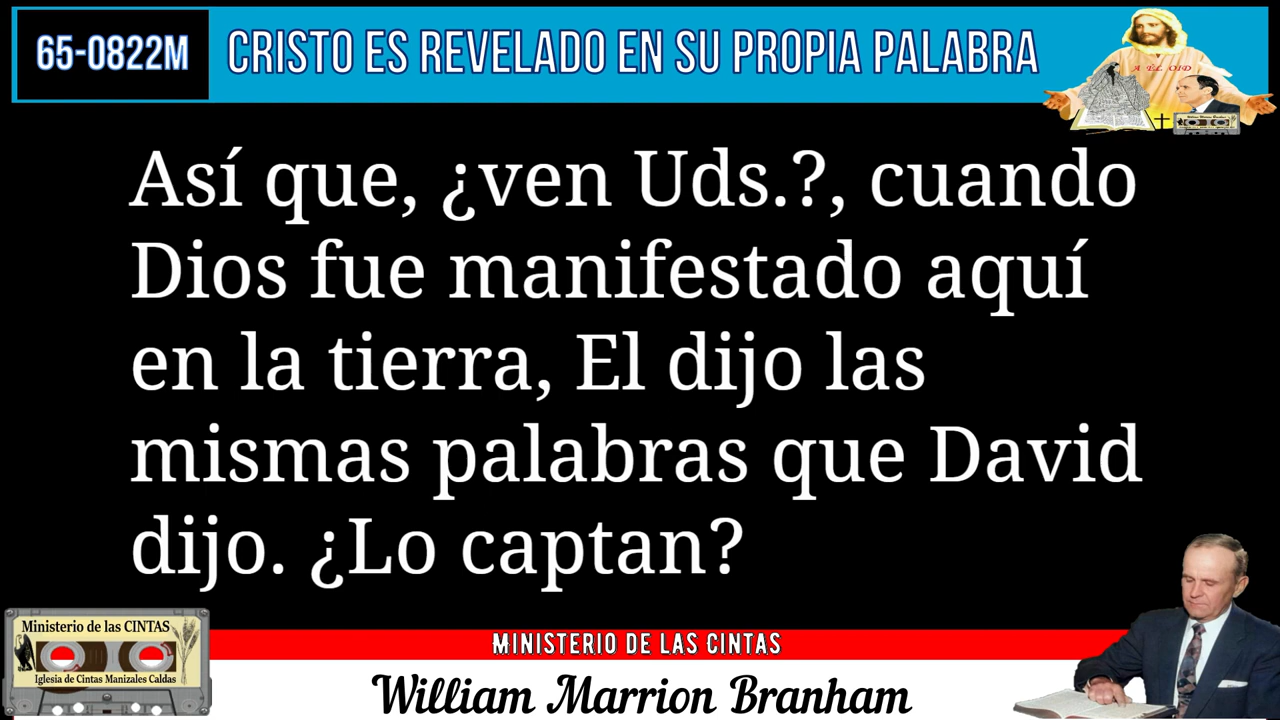 65-0822M
CRISTO ES REVELADO EN SU PROPIA PALABRA
A ÉL OID
Así que, ¿ven Uds.?, cuando
Dios fue manifestado aquí
en la tierra, El dijo las
mismas palabras que David
dijo. ¿Lo captan?
Ministerio de las CINTAS
Iglesia de Cintas Manizales Caldas
MINISTERIO DE LAS CINTAS
William Marrion Branham